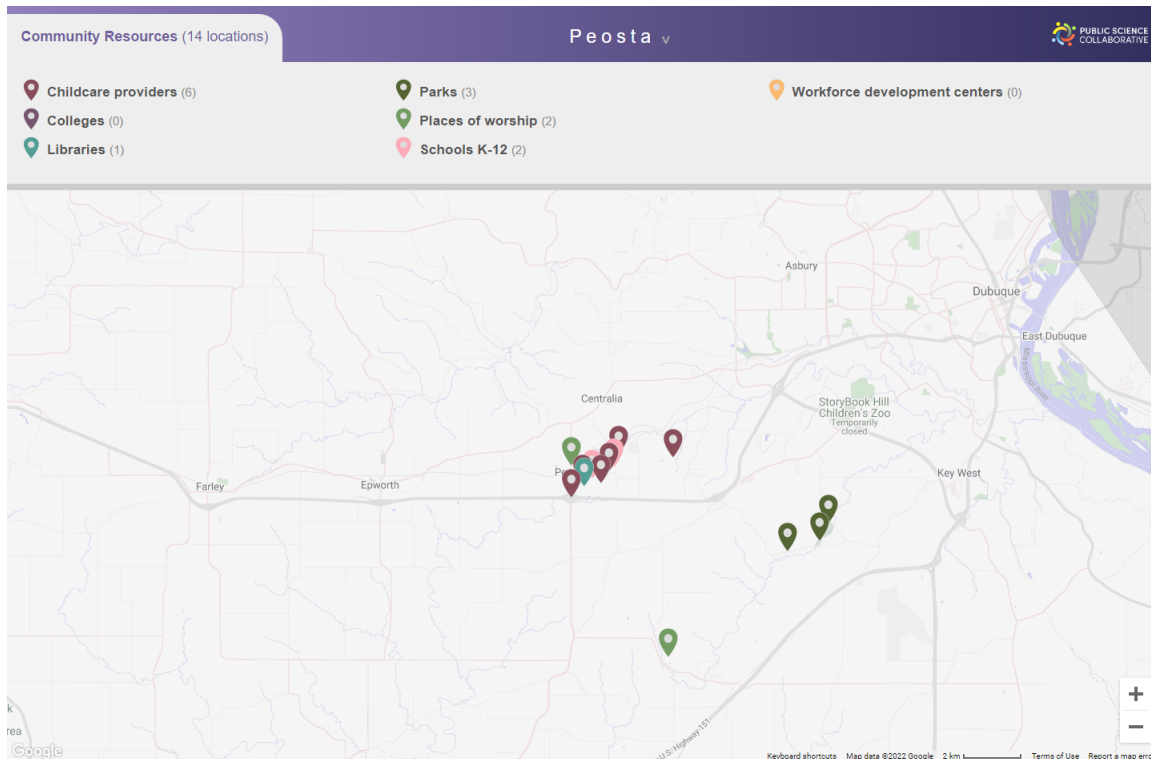 Community Resources (14 locations)
Peosta v
PUBLIC SCIENCE
COLLABORATIVE
Childcare providers (6)
Parks (3)
Workforce development centers (0)
Colleges (0)
Places of worship (2)
Libraries (1)
Schools K-12 (2)
Asbury
Dubuque
East Dubuque
Mississippi River
Centralia
StoryBook Hill
Children's Zoo
Temporarily
closed
Farley
Epworth
Key West
U.S. Highway 151
Google
Keyboard shortcuts Map data ©2022 Google 2 km Terms of Use Report a map erro